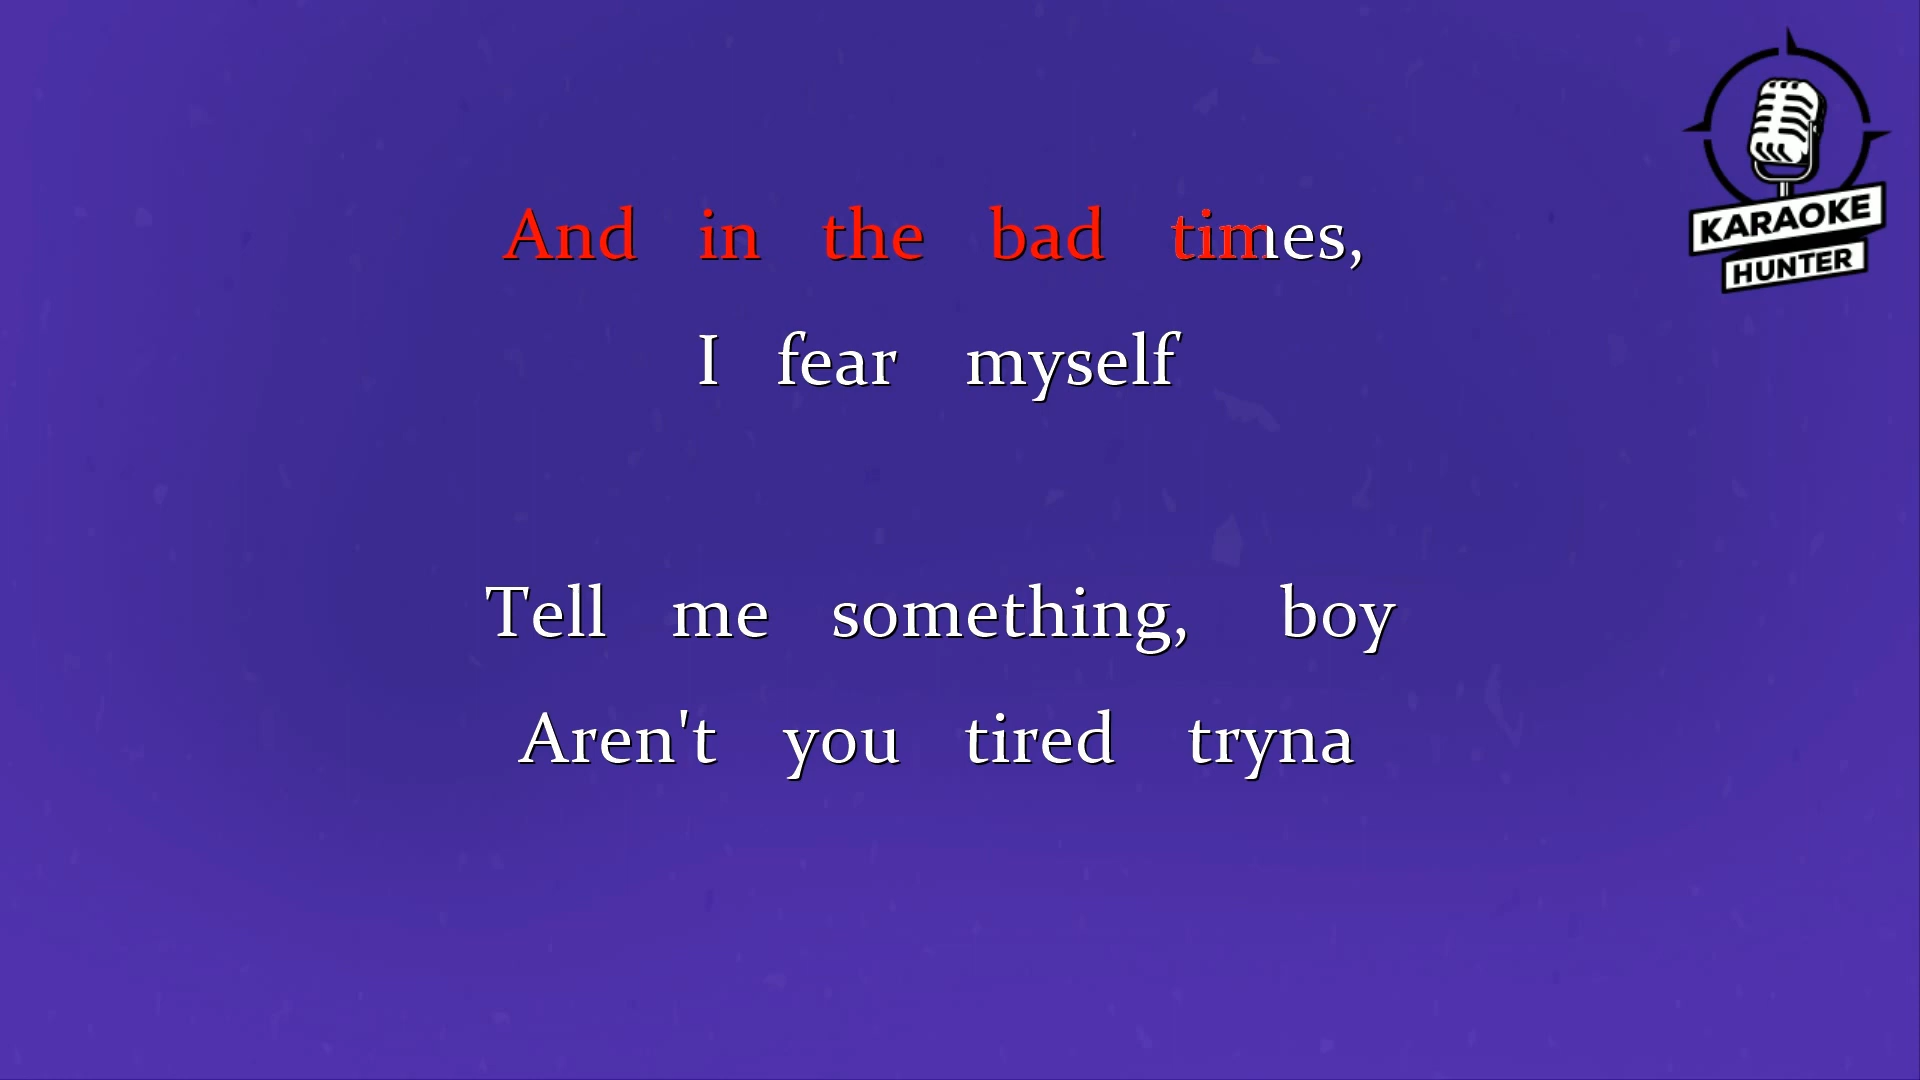 And in the bad times,
I fear myself
Tell me something, boy
Aren't you tired tryna
KARAOKE
HUNTER